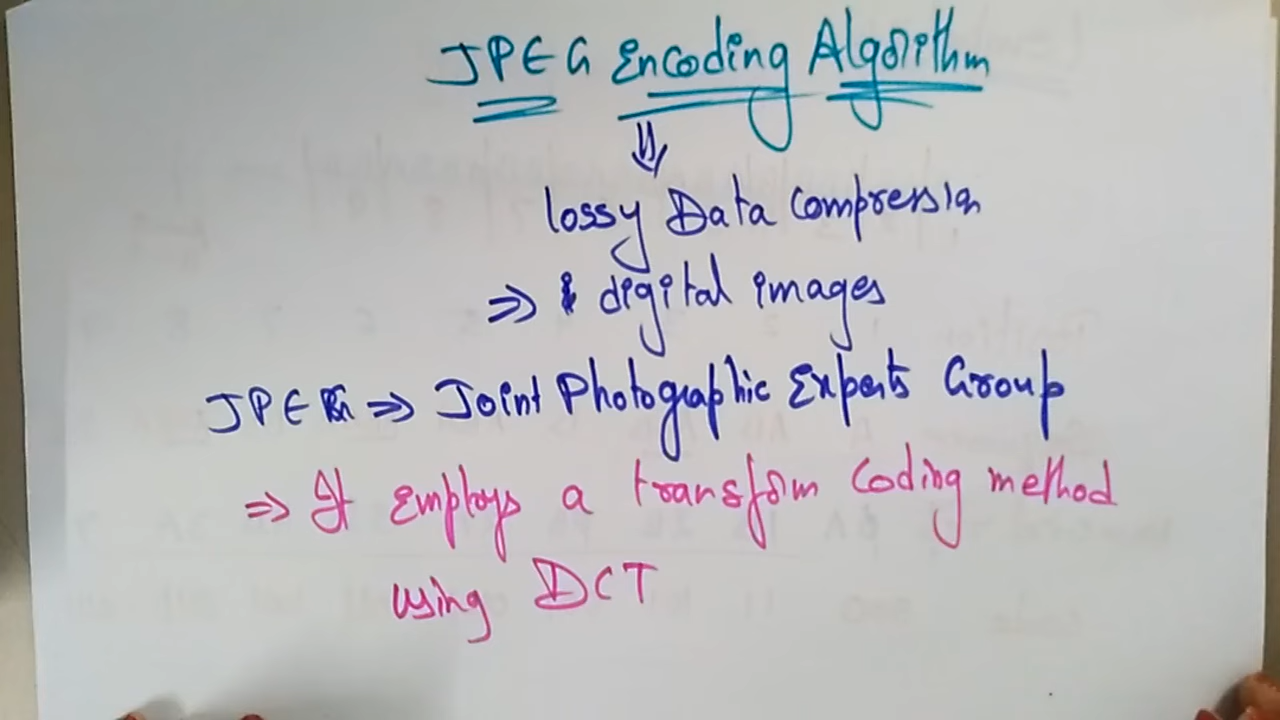 JPEG Encoding Algorithm
lossy Data Compression
⇒ digital images
JPEG ⇒ Joint Photographic Experts Group
⇒ It employs a transform coding method
using DCT